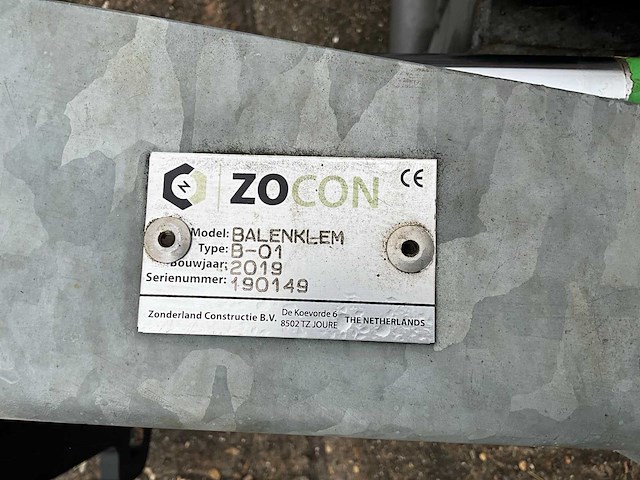 ZOCON CE
Model: BALENKLEM
Type: B-01
Bouwjaar: 2019
Serienummer: 190149
Zonderland Constructie B.V. De Koevorde 6
8502 TZ JOURE THE NETHERLANDS